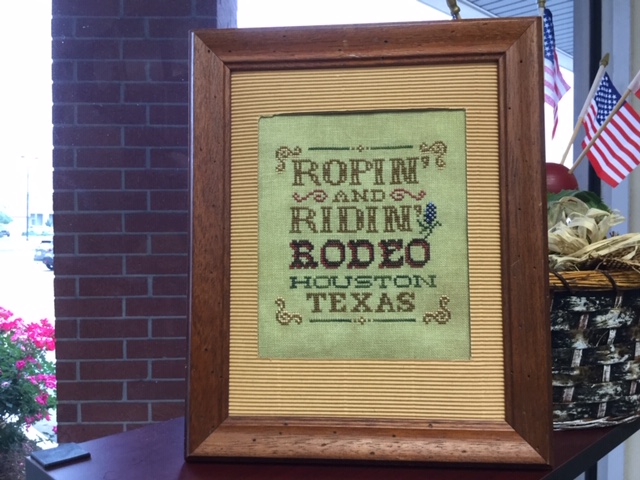 ROPIN'
AND
RIDIN'
RODEO
HOUSTON
TEXAS